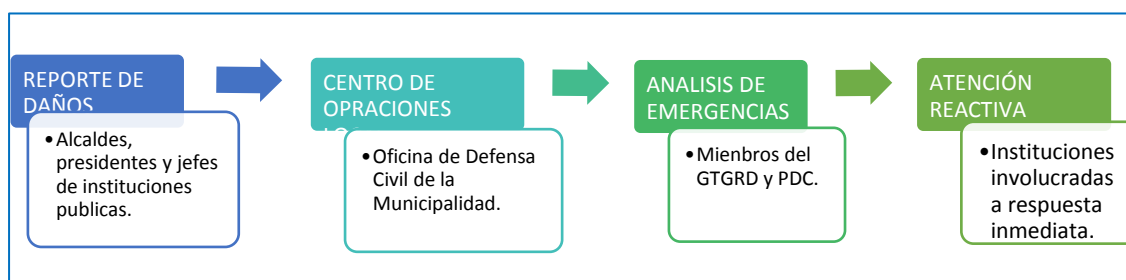 REPORTE DE
DAÑOS
•Alcaldes,
presidentes y jefes
de instituciones
publicas.
CENTRO DE
OPRACIONES
•Oficina de Defensa
Civil de la
Municipalidad.
ANALISIS DE
EMERGENCIAS
•Mienbros del
GTGRD y PDC.
ATENCIÓN
REACTIVA
•Instituciones
involucradas
a respuesta
inmediata.